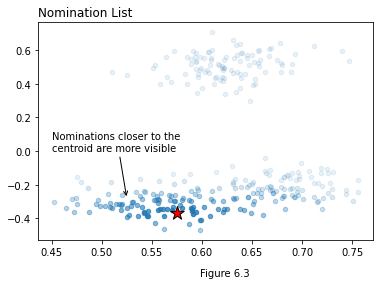 Nomination List
0.6
0.4
0.2
Nominations closer to the
centroid are more visible
0.0
−0.2
−0.4
0.45 0.50 0.55 0.60 0.65 0.70 0.75
Figure 6.3